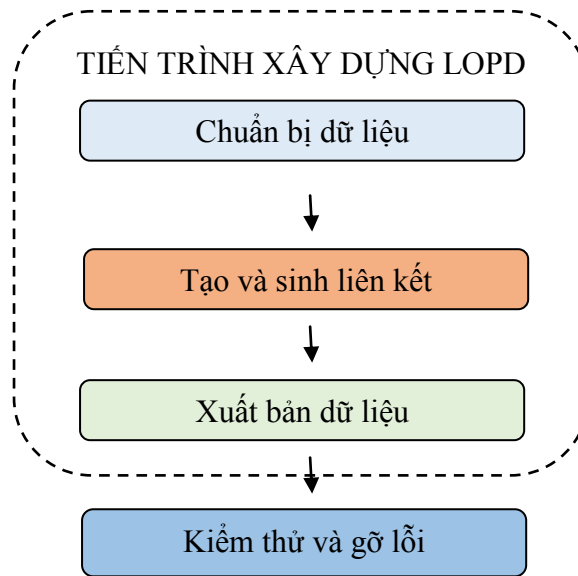 TIẾN TRÌNH XÂY DỰNG LOPD
Chuẩn bị dữ liệu
Tạo và sinh liên kết
Xuất bản dữ liệu
Kiểm thử và gỡ lỗi